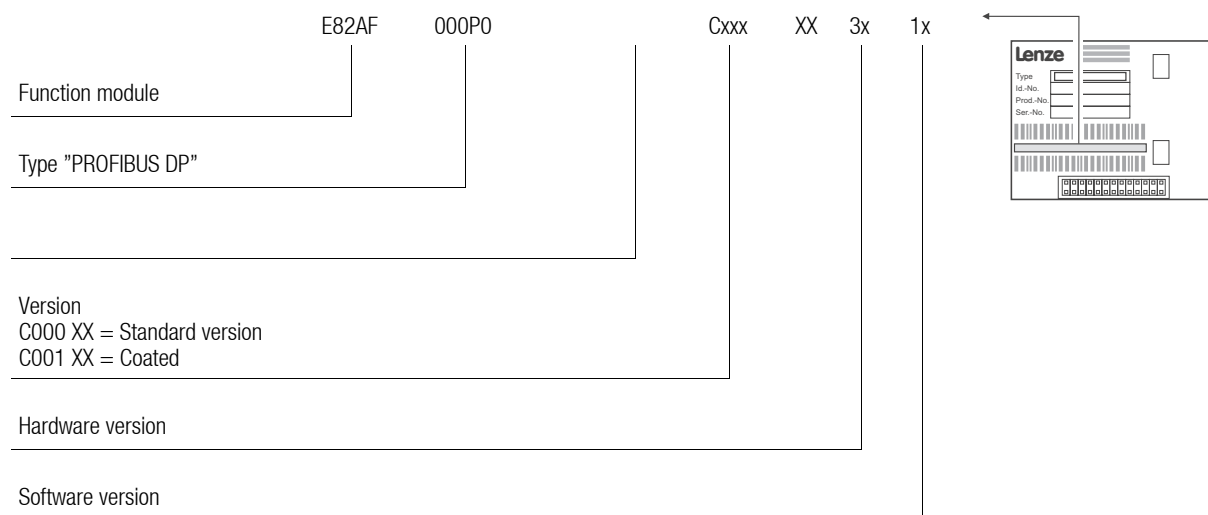 E82AF 000P0 Cxxx XX 3x 1x
Lenze
Type
Id.-No.
Prod.-No.
Ser.-No.
Function module
Type ”PROFIBUS DP”
Version
C000 XX = Standard version
C001 XX = Coated
Hardware version
Software version